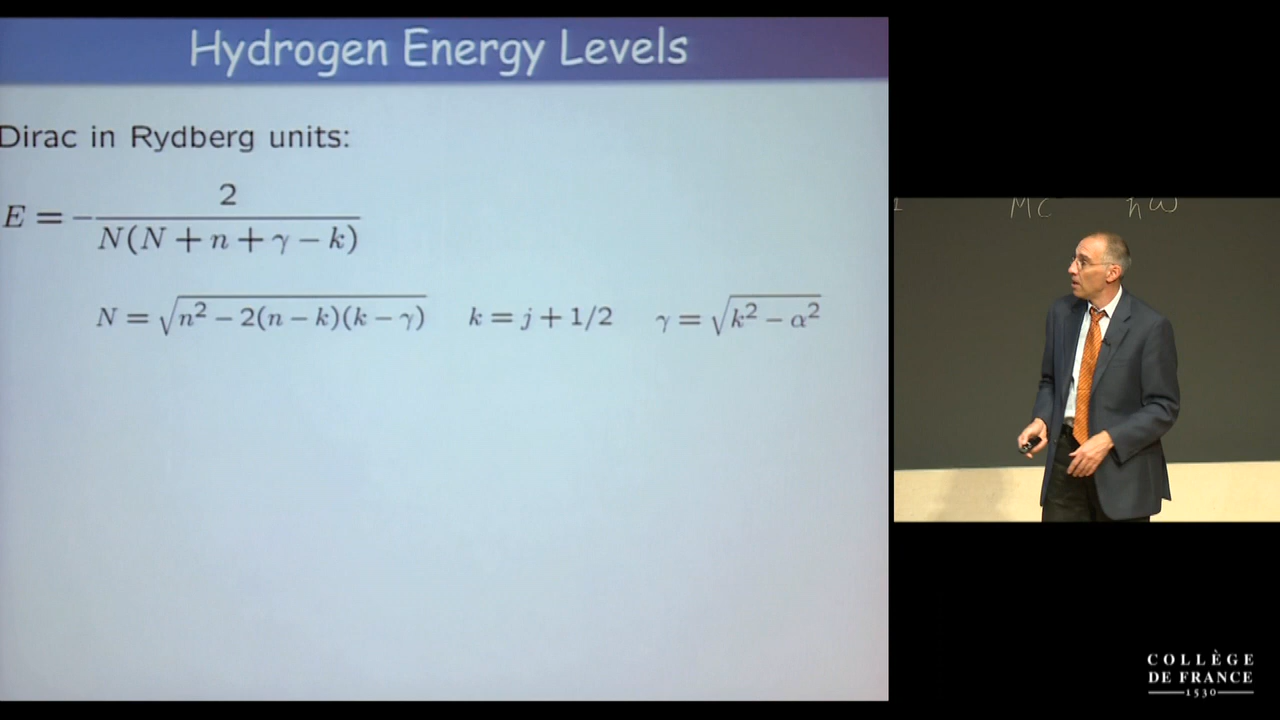 Hydrogen Energy Levels
Dirac in Rydberg units:
E = − 2 / N(N + n + γ − k)
N = √(n² − 2(n − k)(k − γ)) k = j + 1/2 γ = √(k² − α²)
Mc ħω
COLLÈGE
DE FRANCE
1530